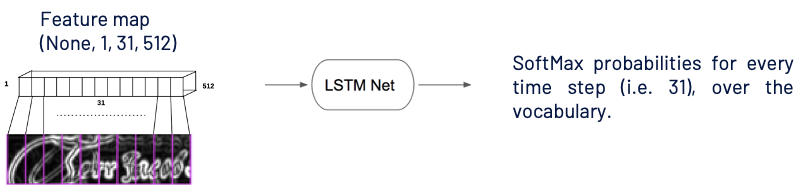 Feature map
(None, 1, 31, 512)
1
512
31
LSTM Net
SoftMax probabilities for every
time step (i.e. 31), over the
vocabulary.